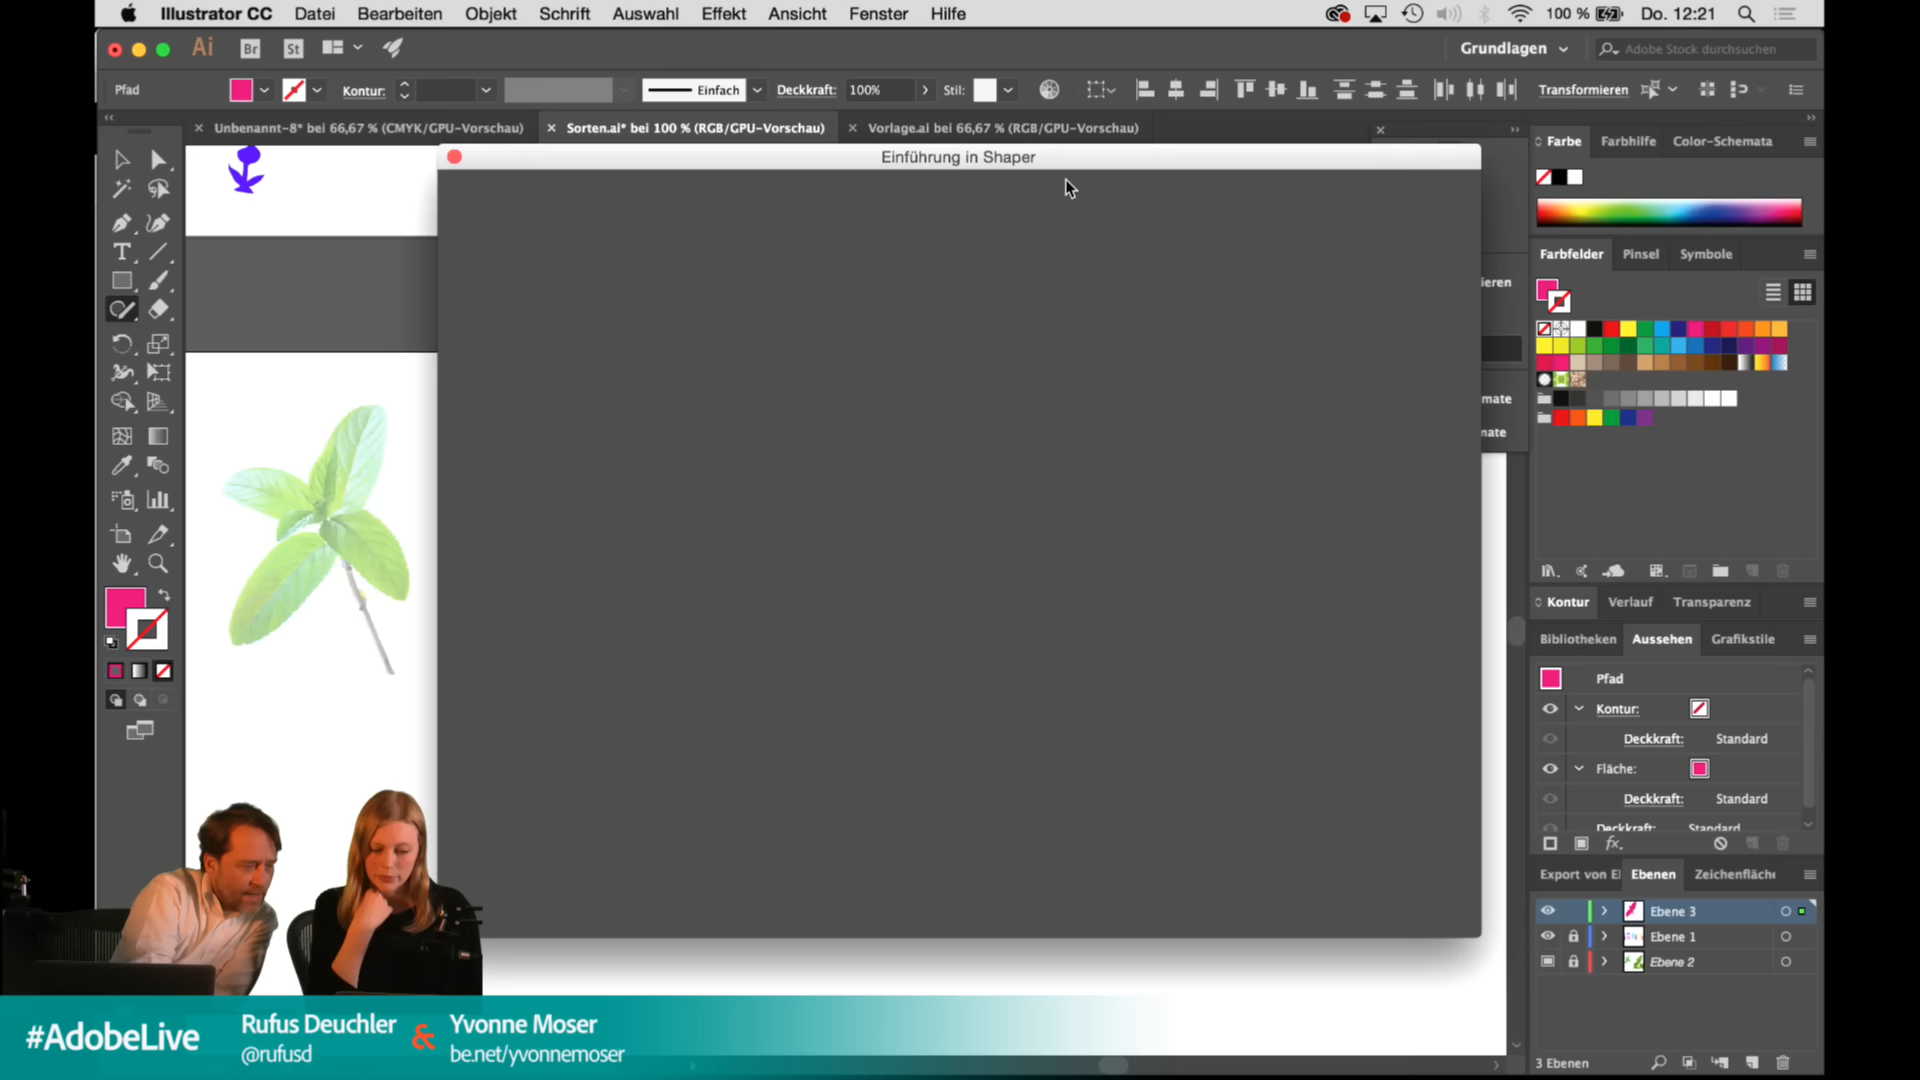 Illustrator CC Datei Bearbeiten Objekt Schrift Auswahl Effekt Ansicht Fenster Hilfe 100 % Do. 12:21
Ai Br St Grundlagen Adobe Stock durchsuchen
Pfad Kontur: Einfach Deckkraft: 100% Stil: Transformieren
Unbenannt-8* bei 66,67 % (CMYK/GPU-Vorschau) Sorten.ai* bei 100 % (RGB/GPU-Vorschau) Vorlage.ai bei 66,67 % (RGB/GPU-Vorschau)
Einführung in Shaper
Farbe Farbhilfe Color-Schemata
Farbfelder Pinsel Symbole
ieren
mate
nate
Kontur Verlauf Transparenz
Bibliotheken Aussehen Grafikstile
Pfad
Kontur:
Deckkraft: Standard
Fläche:
Deckkraft: Standard
Deckkraft: Standard
fx.
Export von El Ebenen Zeichenfläche
Ebene 3
Ebene 1
Ebene 2
3 Ebenen
#AdobeLive
Rufus Deuchler & Yvonne Moser
@rufusd be.net/yvonnemoser